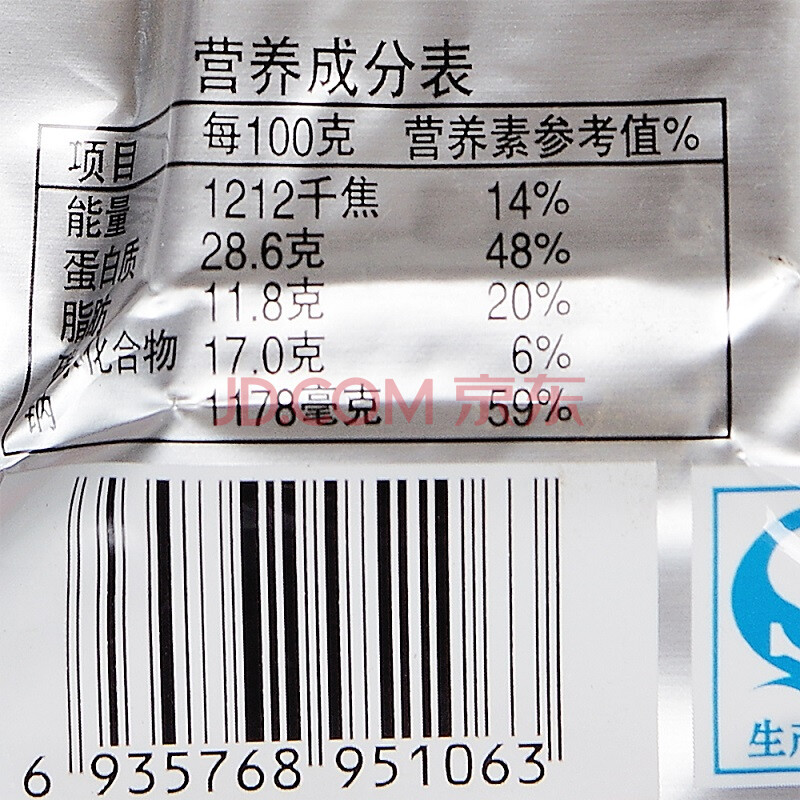 营养成分表
项目 每100克 营养素参考值%
能量 1212千焦 14%
蛋白质 28.6克 48%
脂肪 11.8克 20%
碳化合物 17.0克 6%
钠 1178毫克 59%
JD.COM 京东
6 935768 951063
生产